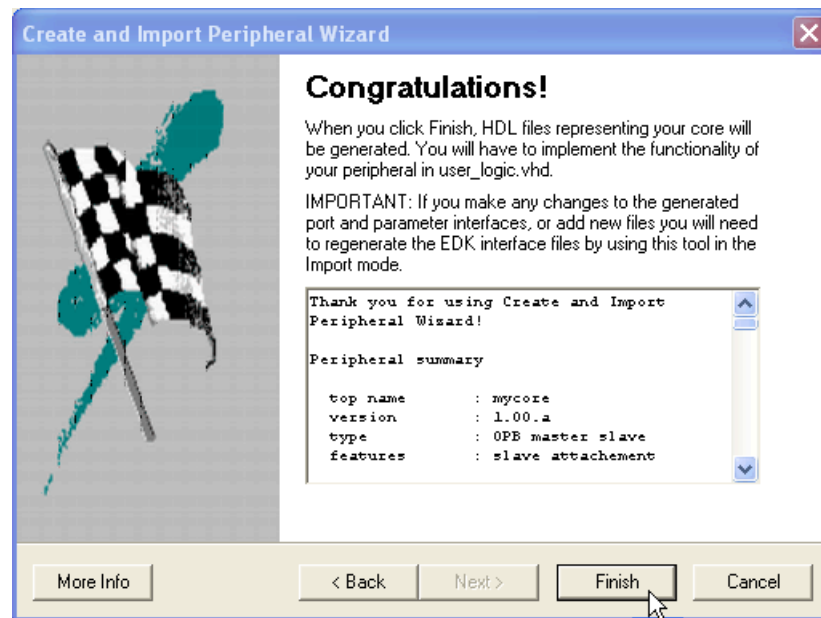 Create and Import Peripheral Wizard
Congratulations!
When you click Finish, HDL files representing your core will
be generated. You will have to implement the functionality of
your peripheral in user_logic.vhd.
IMPORTANT: If you make any changes to the generated
port and parameter interfaces, or add new files you will need
to regenerate the EDK interface files by using this tool in the
Import mode.
Thank you for using Create and Import
Peripheral Wizard!
Peripheral summary
top name : mycore
version : 1.00.a
type : OPB master slave
features : slave attachement
More Info
< Back
Next >
Finish
Cancel